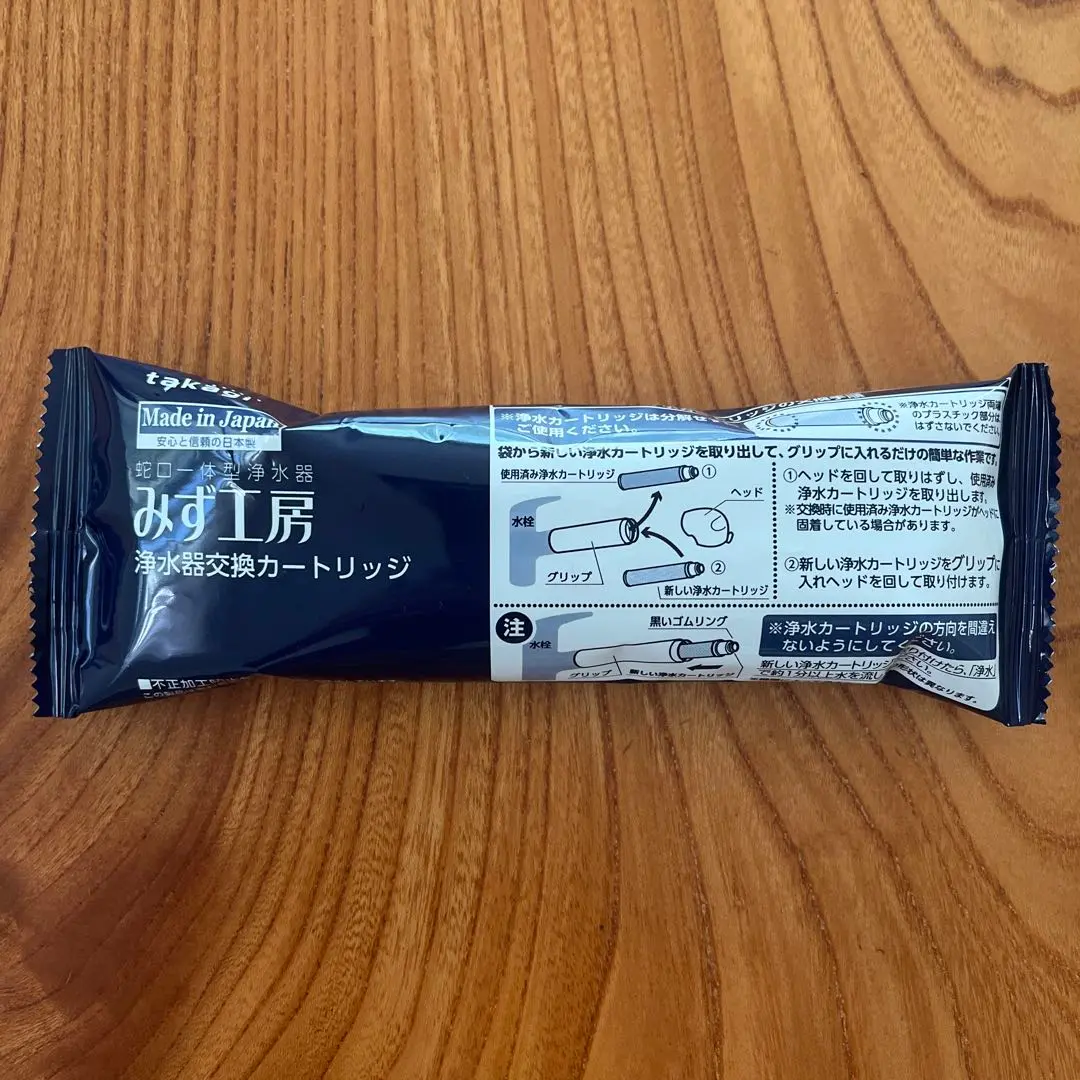 takagi
Made in Japan
安心と信頼の日本製
蛇口一体型浄水器
みず工房
浄水器交換カートリッジ
■不正加工
※浄水カートリッジは分解せ
ご使用ください。
※浄水カートリッジ両端
のプラスチック部分は
はずさないでください。
袋から新しい浄水カートリッジを取り出して、グリップに入れるだけの簡単な作業です
使用済み浄水カートリッジ
①
ヘッド
水栓
グリップ
②
新しい浄水カートリッジ
①ヘッドを回して取りはずし、使用済み
浄水カートリッジを取り出します。
※交換時に使用済み浄水カートリッジがヘッドに
固着している場合があります。
②新しい浄水カートリッジをグリップに
入れヘッドを回して取り付けます。
注
水栓
黒いゴムリング
グリップ
新しい浄水カートリッジ
※浄水カートリッジの方向を間違え
ないようにして ださい。
新しい浄水カートリッジ り付けたら、「浄水」
で約1分以上水を流し
形状は異なります。